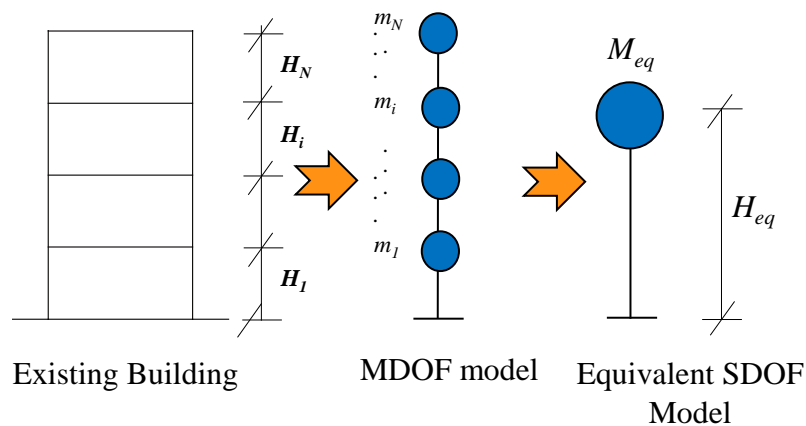 H_N
H_i
H_1
Existing Building
m_N
m_i
m_1
MDOF model
M_eq
H_eq
Equivalent SDOF
Model